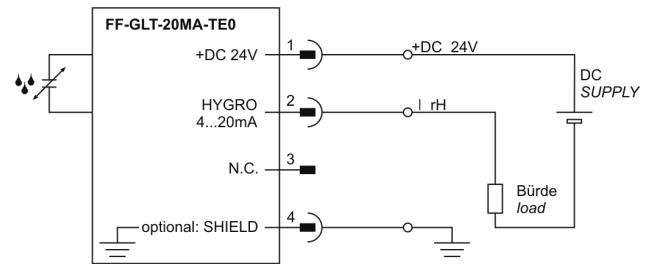 FF-GLT-20MA-TE0
+DC 24V
1
+DC 24V
DC
SUPPLY
HYGRO
4...20mA
2
I rH
N.C.
3
Bürde
load
optional: SHIELD
4